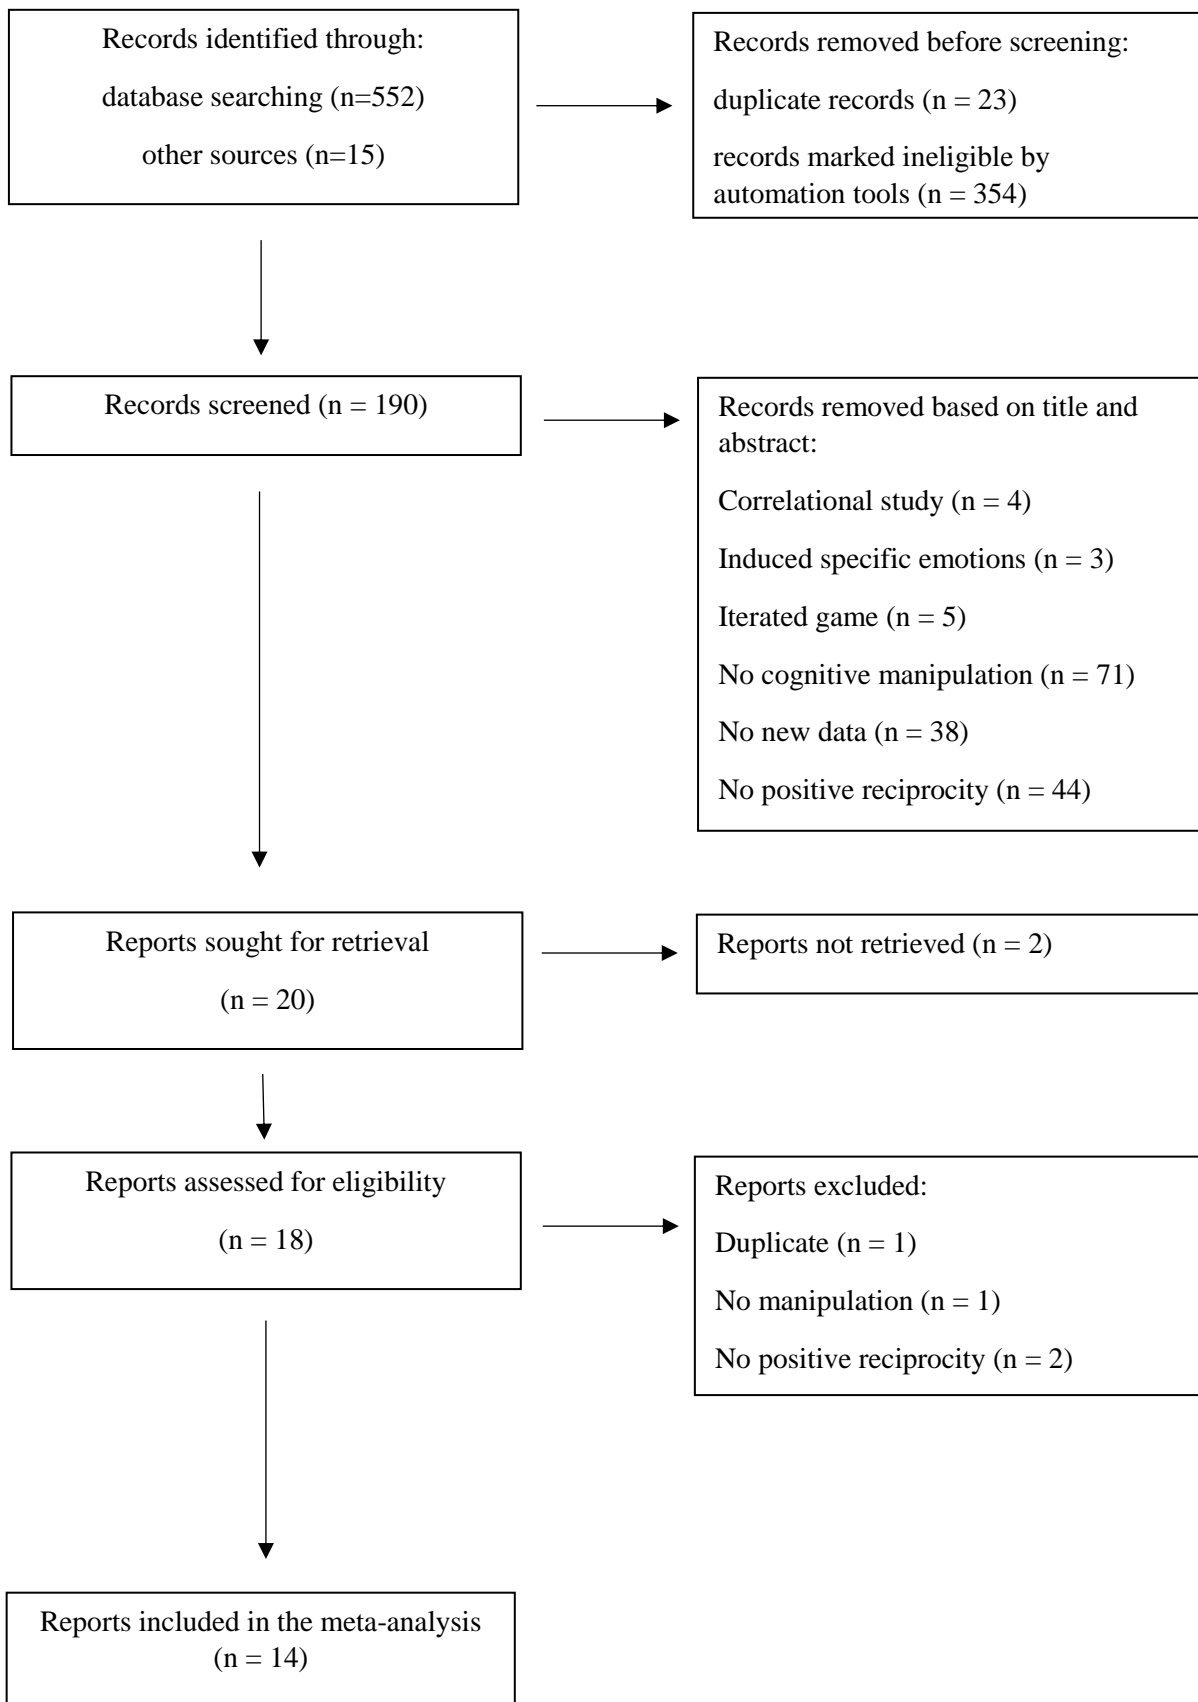 Records identified through:
database searching (n=552)
other sources (n=15)
Records removed before screening:
duplicate records (n = 23)
records marked ineligible by
automation tools (n = 354)
Records screened (n = 190)
Records removed based on title and
abstract:
Correlational study (n = 4)
Induced specific emotions (n = 3)
Iterated game (n = 5)
No cognitive manipulation (n = 71)
No new data (n = 38)
No positive reciprocity (n = 44)
Reports sought for retrieval
(n = 20)
Reports not retrieved (n = 2)
Reports assessed for eligibility
(n = 18)
Reports excluded:
Duplicate (n = 1)
No manipulation (n = 1)
No positive reciprocity (n = 2)
Reports included in the meta-analysis
(n = 14)